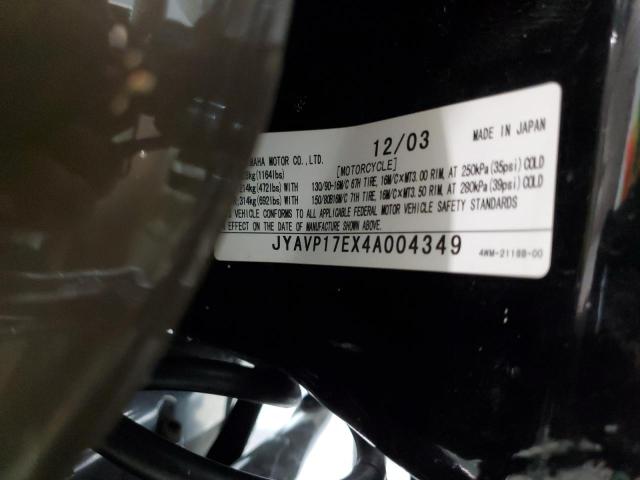 AHA MOTOR CO.,LTD. 12/03 MADE IN JAPAN
[MOTORCYCLE]
kg(1164lbs)
214kg(472lbs)WITH 130/90-16M/C 67H TIRE, 16M/C×MT3.00 RIM, AT 250kPa(35psi)COLD
314kg(692lbs)WITH 150/80B16M/C 71H TIRE, 16M/C×MT3.50 RIM, AT 280kPa(39psi)COLD
VEHICLE CONFORMS TO ALL APPLICABLE FEDERAL MOTOR VEHICLE SAFETY STANDARDS
EFFECT ON THE DATE OF MANUFACTURE SHOWN ABOVE.
JYAVP17EX4A004349 4WM-2118B-00